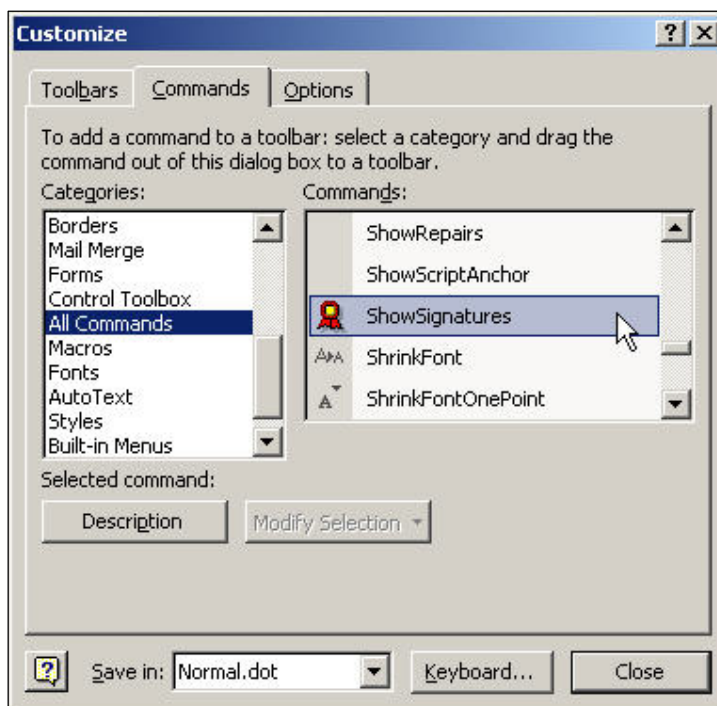 Customize
Toolbars Commands Options
To add a command to a toolbar: select a category and drag the
command out of this dialog box to a toolbar.
Categories:
Borders
Mail Merge
Forms
Control Toolbox
All Commands
Macros
Fonts
AutoText
Styles
Built-in Menus
Commands:
ShowRepairs
ShowScriptAnchor
ShowSignatures
ShrinkFont
ShrinkFontOnePoint
Selected command:
Description Modify Selection
Save in: Normal.dot Keyboard... Close